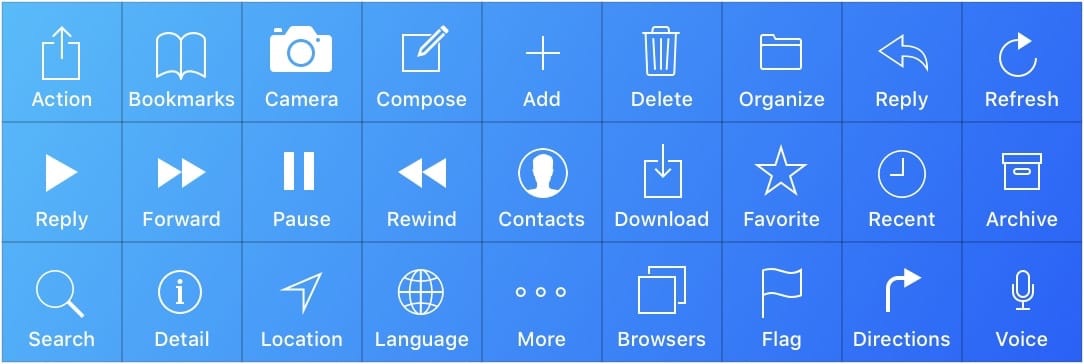 Action Bookmarks Camera Compose Add Delete Organize Reply Refresh
Reply Forward Pause Rewind Contacts Download Favorite Recent Archive
Search Detail Location Language More Browsers Flag Directions Voice